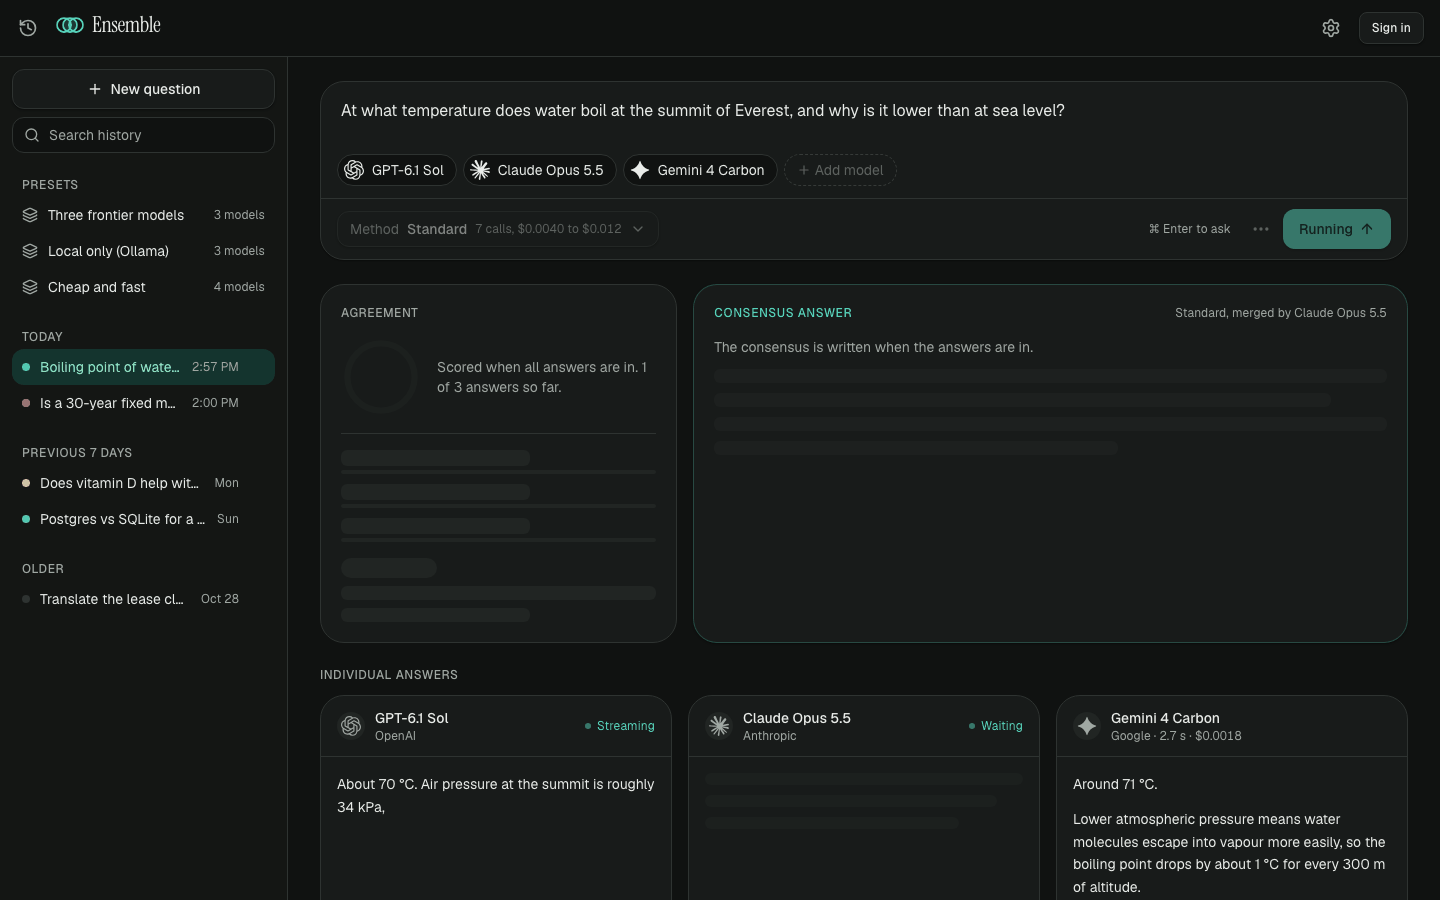 Ensemble
Sign in
New question
Search history
PRESETS
Three frontier models 3 models
Local only (Ollama) 3 models
Cheap and fast 4 models
TODAY
Boiling point of wate... 2:57 PM
Is a 30-year fixed m... 2:00 PM
PREVIOUS 7 DAYS
Does vitamin D help wit... Mon
Postgres vs SQLite for a ... Sun
OLDER
Translate the lease cl... Oct 28
At what temperature does water boil at the summit of Everest, and why is it lower than at sea level?
GPT-6.1 Sol Claude Opus 5.5 Gemini 4 Carbon + Add model
Method Standard 7 calls, $0.0040 to $0.012 ⌘ Enter to ask ••• Running ↑
AGREEMENT
Scored when all answers are in. 1
of 3 answers so far.
CONSENSUS ANSWER Standard, merged by Claude Opus 5.5
The consensus is written when the answers are in.
INDIVIDUAL ANSWERS
GPT-6.1 Sol
OpenAI
Streaming
About 70 °C. Air pressure at the summit is roughly
34 kPa,
Claude Opus 5.5
Anthropic
Waiting
Gemini 4 Carbon
Google · 2.7 s · $0.0018
Around 71 °C.
Lower atmospheric pressure means water
molecules escape into vapour more easily, so the
boiling point drops by about 1 °C for every 300 m
of altitude.